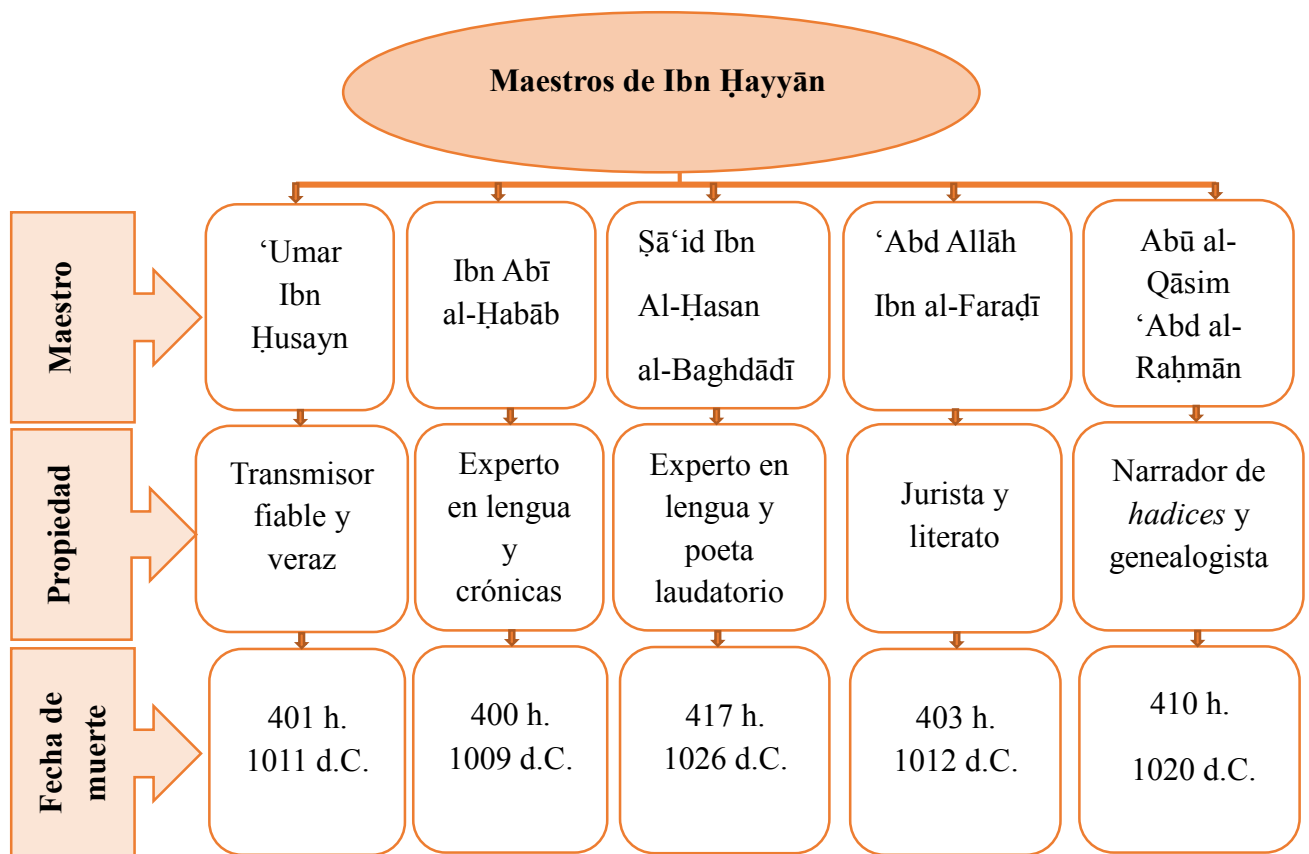 Maestros de Ibn Ḥayyān
Maestro
‘Umar
Ibn
Ḥusayn
Ibn Abī
al-Ḥabāb
Ṣā‘id Ibn
Al-Ḥasan
al-Baghdādī
‘Abd Allāh
Ibn al-Faraḍī
Abū al-
Qāsim
‘Abd al-
Raḥmān
Propiedad
Transmisor
fiable y
veraz
Experto
en lengua
y
crónicas
Experto en
lengua y
poeta
laudatorio
Jurista y
literato
Narrador de
hadices y
genealogista
Fecha de
muerte
401 h.
1011 d.C.
400 h.
1009 d.C.
417 h.
1026 d.C.
403 h.
1012 d.C.
410 h.
1020 d.C.